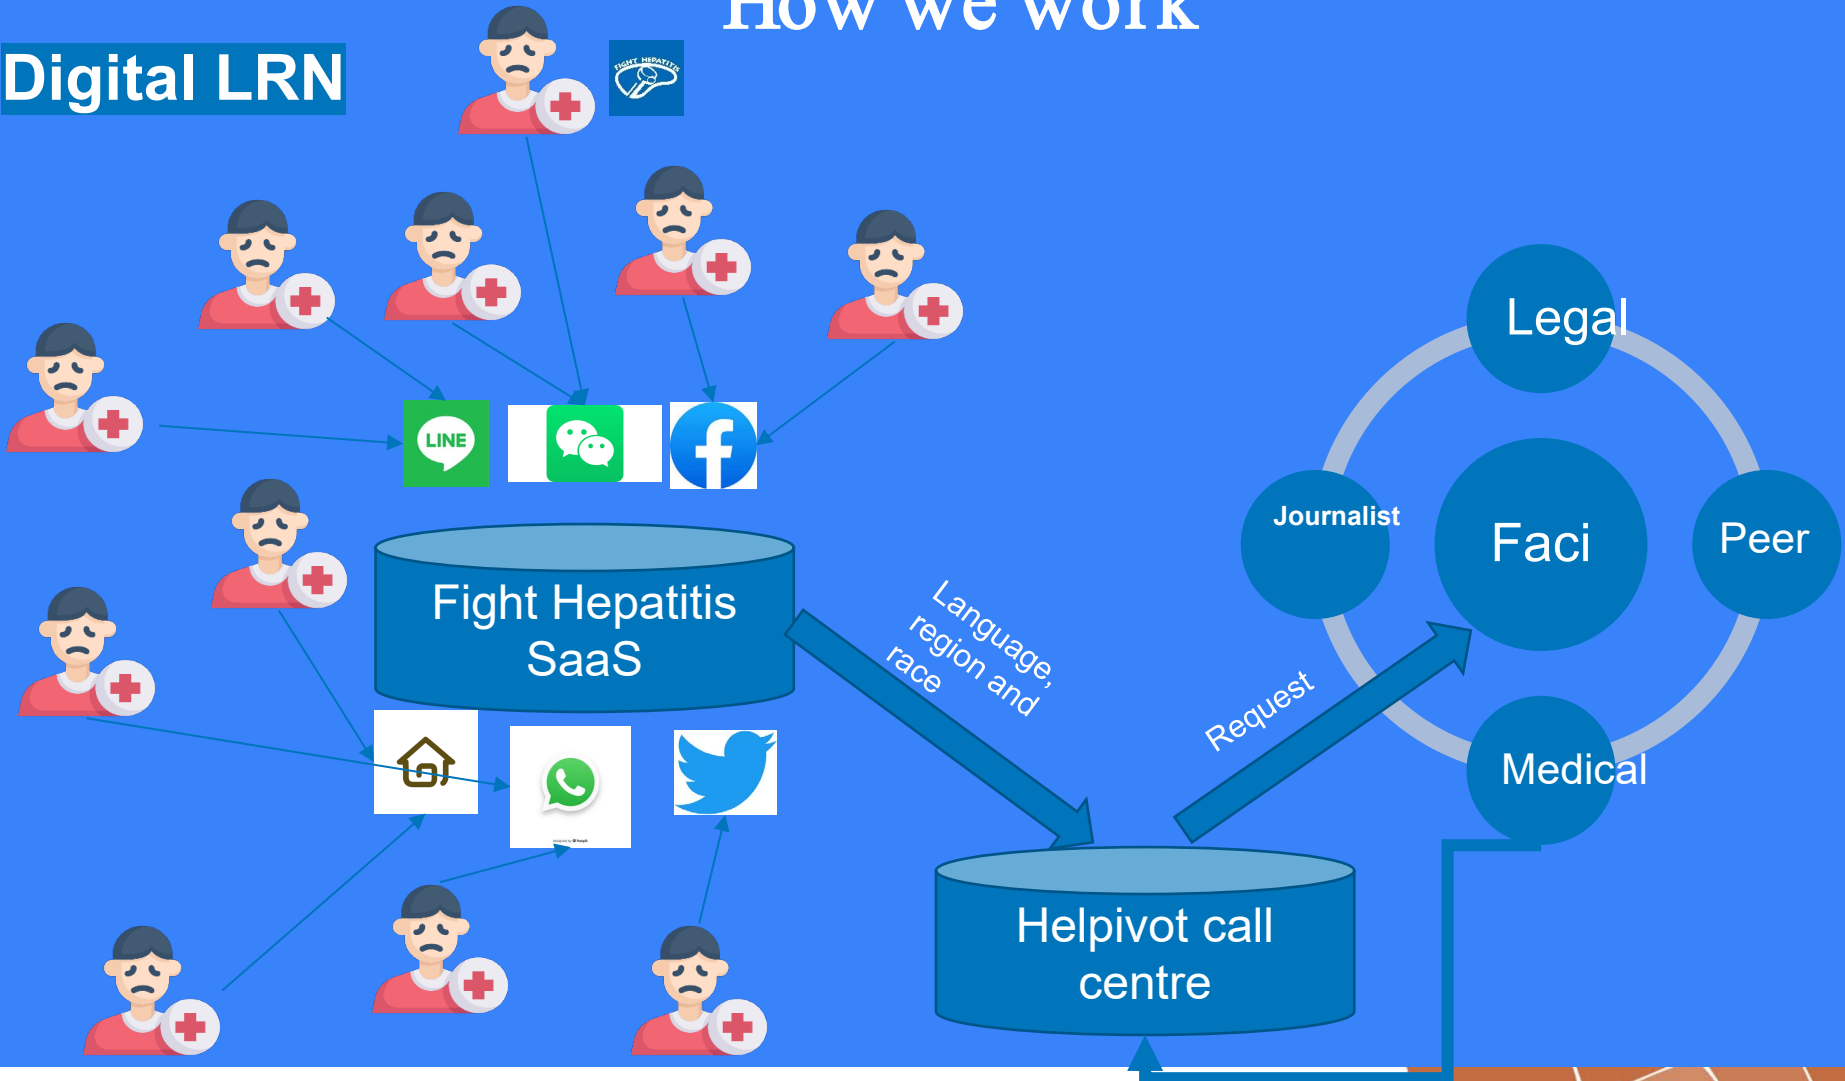 How we work
Digital LRN
FIGHT HEPATITIS
LINE
Fight Hepatitis
SaaS
Language,
region and
race
Request
Legal
Journalist
Faci
Peer
Medical
Helpivot call
centre